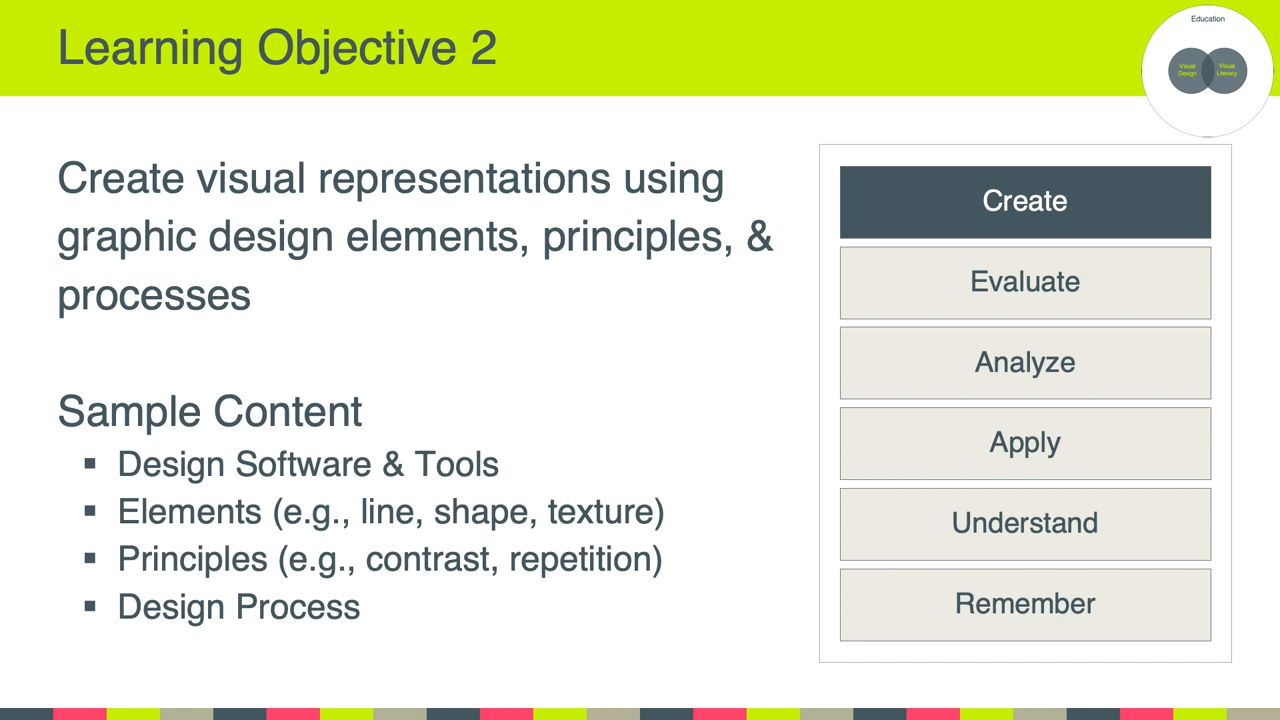 Learning Objective 2
Education
Visual
Design
Visual
Literacy
Create visual representations using
graphic design elements, principles, &
processes
Sample Content
▪ Design Software & Tools
▪ Elements (e.g., line, shape, texture)
▪ Principles (e.g., contrast, repetition)
▪ Design Process
Create
Evaluate
Analyze
Apply
Understand
Remember